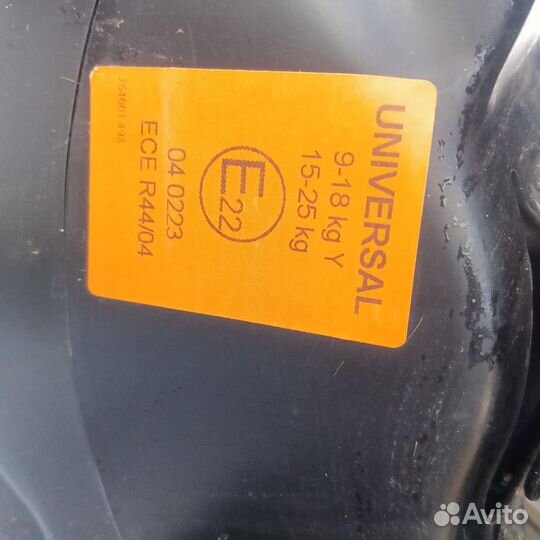 UNIVERSAL
9-18 kg Y
15-25 kg
E22
04 0223
ECE R44/04
Avito